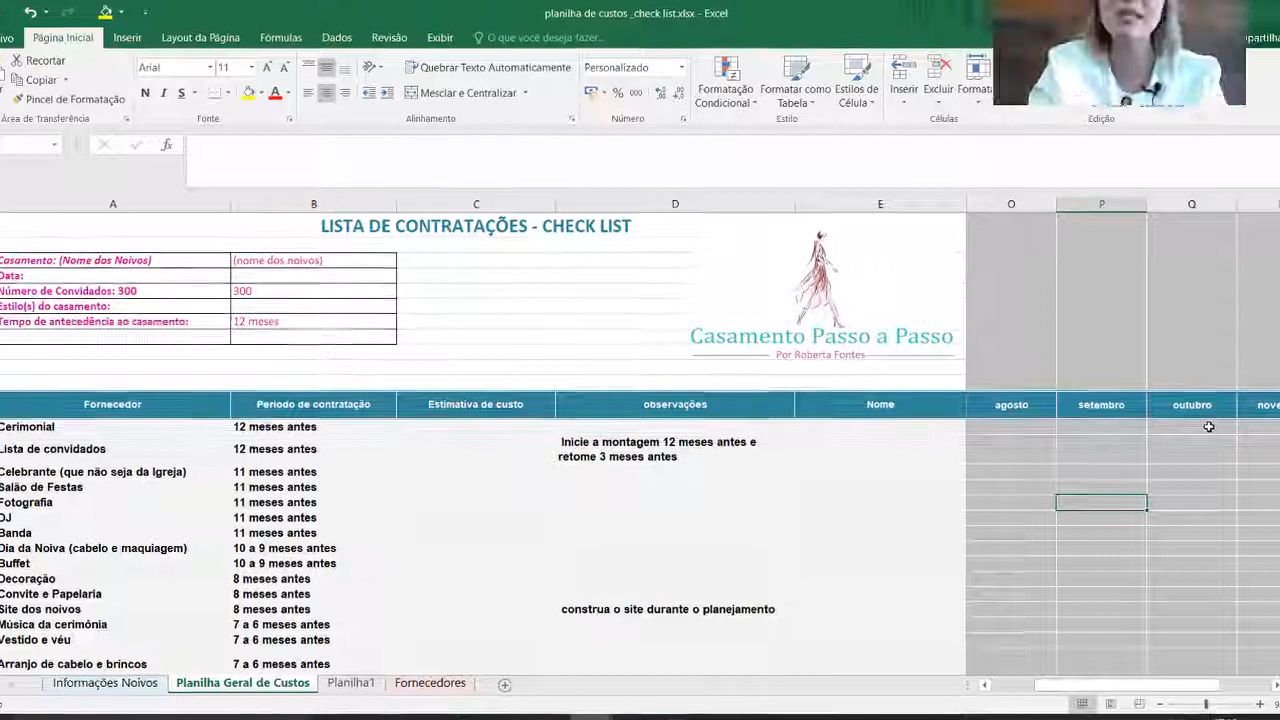 planilha de custos _check list.xlsx - Excel
Página Inicial Inserir Layout da Página Fórmulas Dados Revisão Exibir O que você deseja fazer...
Recortar
Copiar
Pincel de Formatação
Área de Transferência
Arial 11
N I S
Fonte
Quebrar Texto Automaticamente
Mesclar e Centralizar
Alinhamento
Personalizado
% 000
Número
Formatação Condicional
Formatar como Tabela
Estilos de Célula
Estilo
Inserir Excluir
Células
Edição
fx
A B C D E O P Q
LISTA DE CONTRATAÇÕES - CHECK LIST
Casamento: (Nome dos Noivos) (nome dos noivos)
Data:
Número de Convidados: 300 300
Estilo(s) do casamento:
Tempo de antecedência ao casamento: 12 meses
Casamento Passo a Passo
Por Roberta Fontes
Fornecedor Periodo de contratação Estimativa de custo observações Nome agosto setembro outubro
Cerimonial 12 meses antes
Lista de convidados 12 meses antes Inicie a montagem 12 meses antes e
retome 3 meses antes
Celebrante (que não seja da Igreja) 11 meses antes
Salão de Festas 11 meses antes
Fotografia 11 meses antes
DJ 11 meses antes
Banda 11 meses antes
Dia da Noiva (cabelo e maquiagem) 10 a 9 meses antes
Buffet 10 a 9 meses antes
Decoração 8 meses antes
Convite e Papelaria 8 meses antes
Site dos noivos 8 meses antes construa o site durante o planejamento
Música da cerimônia 7 a 6 meses antes
Vestido e véu 7 a 6 meses antes
Arranjo de cabelo e brincos 7 a 6 meses antes
Informações Noivos Planilha Geral de Custos Planilha1 Fornecedores